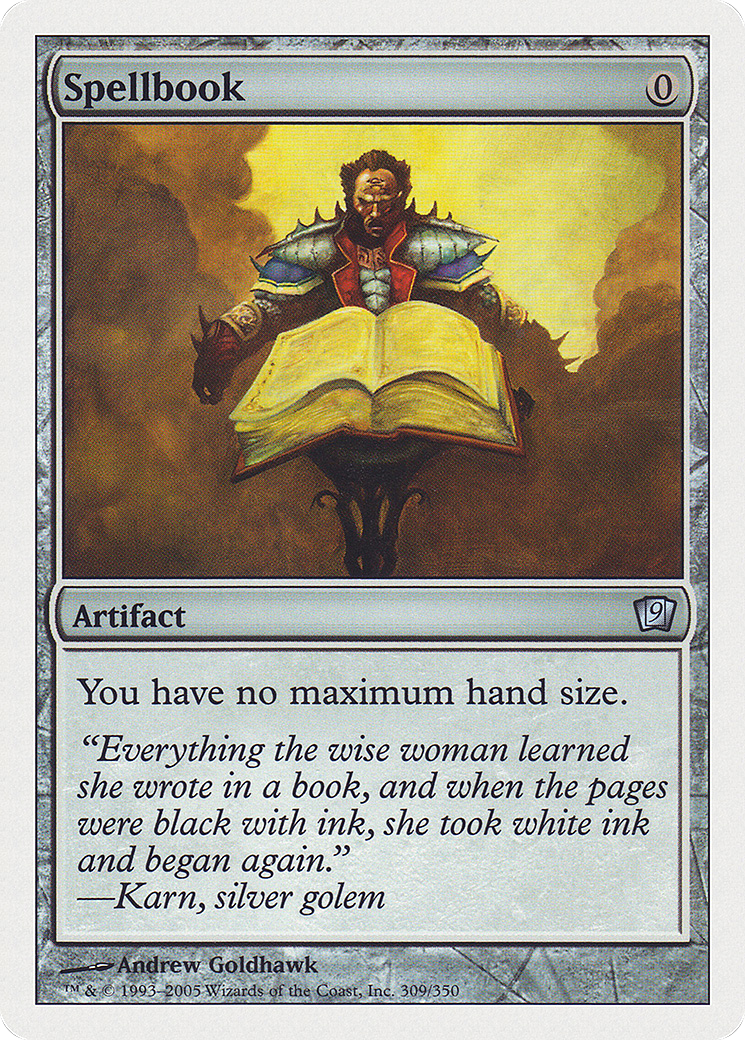 Spellbook
0
Artifact
9
You have no maximum hand size.
“Everything the wise woman learned
she wrote in a book, and when the pages
were black with ink, she took white ink
and began again.”
—Karn, silver golem
Andrew Goldhawk
™ & © 1993–2005 Wizards of the Coast, Inc. 309/350